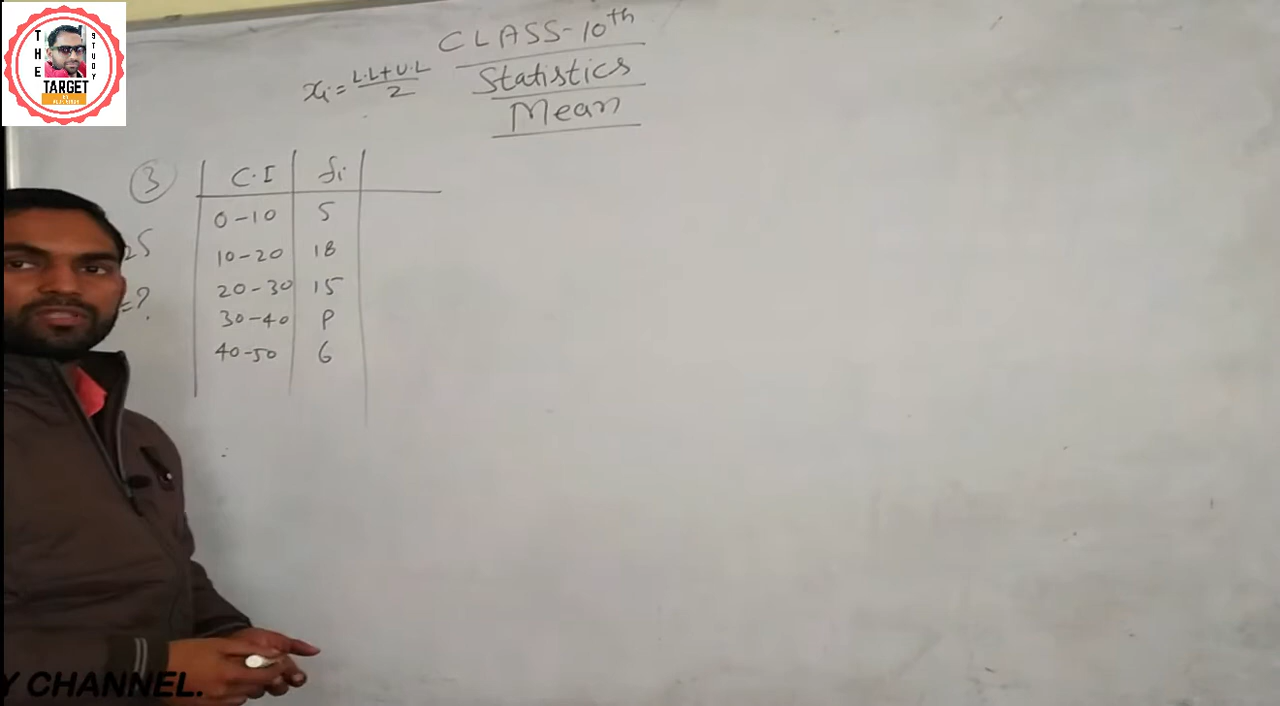 THE
STUDY
TARGET
CLASS-10th
Statistics
Mean
xi = L.L+U.L / 2
3
C.I fi
0-10 5
10-20 18
20-30 15
30-40 P
40-50 6
25
=?
Y CHANNEL.